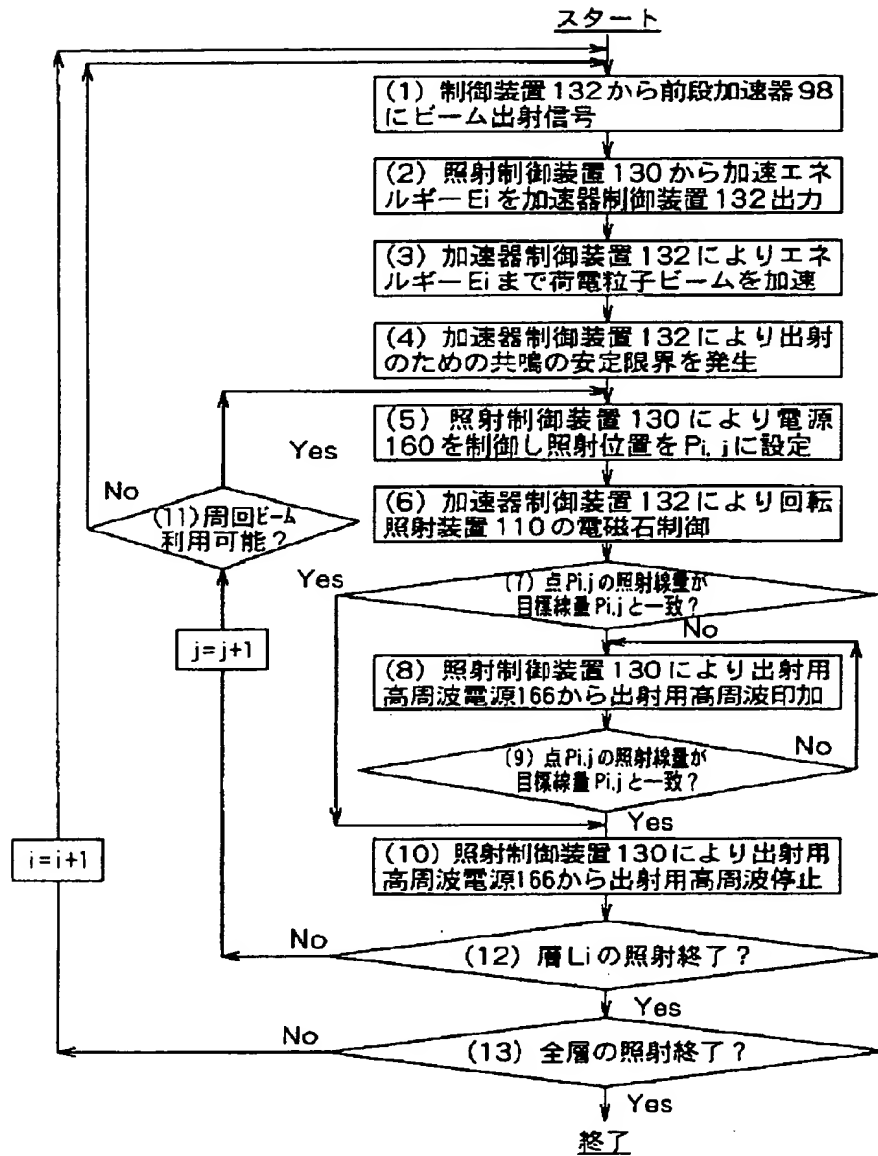 スタート
(1) 制御装置132から前段加速器98
にビーム出射信号
(2) 照射制御装置130から加速エネ
ルギーEiを加速器制御装置132出力
(3) 加速器制御装置132によりエネ
ルギーEiまで荷電粒子ビームを加速
(4) 加速器制御装置132により出射
のための共鳴の安定限界を発生
(5) 照射制御装置130により電源
160を制御し照射位置をPi,jに設定
Yes
No
(11)周回ビーム
利用可能?
(6) 加速器制御装置132により回転
照射装置110の電磁石制御
Yes
(7) 点Pi,jの照射線量が
目標線量Pi,jと一致?
No
j=j+1
(8) 照射制御装置130により出射用
高周波電源166から出射用高周波印加
(9) 点Pi,jの照射線量が
目標線量Pi,jと一致?
No
Yes
i=i+1
(10) 照射制御装置130により出射用
高周波電源166から出射用高周波停止
No
(12) 層Liの照射終了?
Yes
No
(13) 全層の照射終了?
Yes
終了